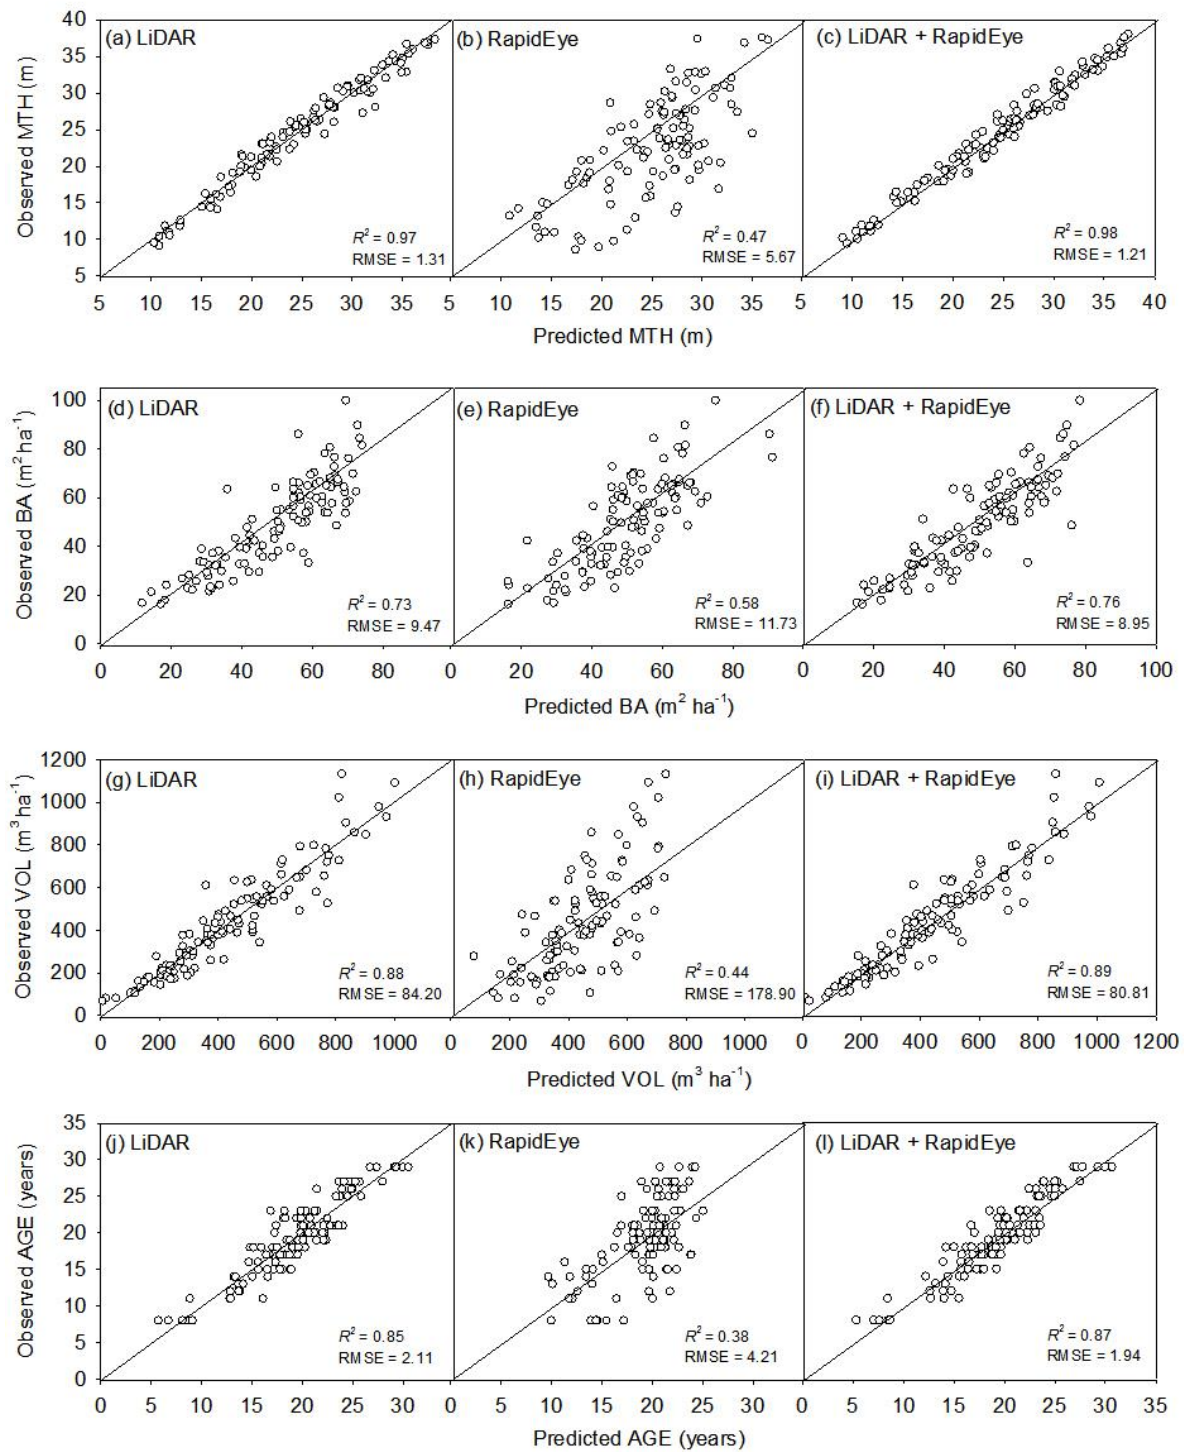 40
35
30
25
20
15
10
5
Observed MTH (m)
(a) LiDAR
R² = 0.97
RMSE = 1.31
(b) RapidEye
R² = 0.47
RMSE = 5.67
(c) LiDAR + RapidEye
R² = 0.98
RMSE = 1.21
5 10 15 20 25 30 35 5 10 15 20 25 30 35 5 10 15 20 25 30 35 40
Predicted MTH (m)
100
80
60
40
20
0
Observed BA (m² ha⁻¹)
(d) LiDAR
R² = 0.73
RMSE = 9.47
(e) RapidEye
R² = 0.58
RMSE = 11.73
(f) LiDAR + RapidEye
R² = 0.76
RMSE = 8.95
0 20 40 60 80 0 20 40 60 80 0 20 40 60 80 100
Predicted BA (m² ha⁻¹)
1200
1000
800
600
400
200
0
Observed VOL (m³ ha⁻¹)
(g) LiDAR
R² = 0.88
RMSE = 84.20
(h) RapidEye
R² = 0.44
RMSE = 178.90
(i) LiDAR + RapidEye
R² = 0.89
RMSE = 80.81
0 200 400 600 800 1000 0 200 400 600 800 1000 0 200 400 600 800 1000 1200
Predicted VOL (m³ ha⁻¹)
35
30
25
20
15
10
5
0
Observed AGE (years)
(j) LiDAR
R² = 0.85
RMSE = 2.11
(k) RapidEye
R² = 0.38
RMSE = 4.21
(l) LiDAR + RapidEye
R² = 0.87
RMSE = 1.94
0 5 10 15 20 25 30 0 5 10 15 20 25 30 0 5 10 15 20 25 30 35
Predicted AGE (years)